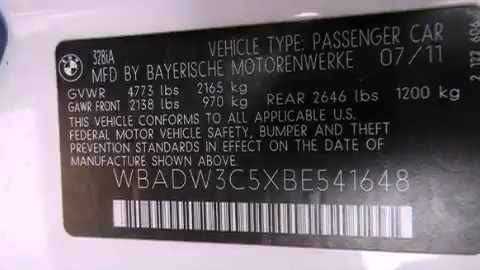 BMW
328iA VEHICLE TYPE: PASSENGER CAR
MFD BY BAYERISCHE MOTORENWERKE 07/11
GVWR 4773 lbs 2165 kg
GAWR FRONT 2138 lbs 970 kg REAR 2646 lbs 1200 kg
THIS VEHICLE CONFORMS TO ALL APPLICABLE U.S.
FEDERAL MOTOR VEHICLE SAFETY, BUMPER AND THEFT
PREVENTION STANDARDS IN EFFECT ON THE DATE OF
MANUFACTURE SHOWN ABOVE.
WBADW3C5XBE541648